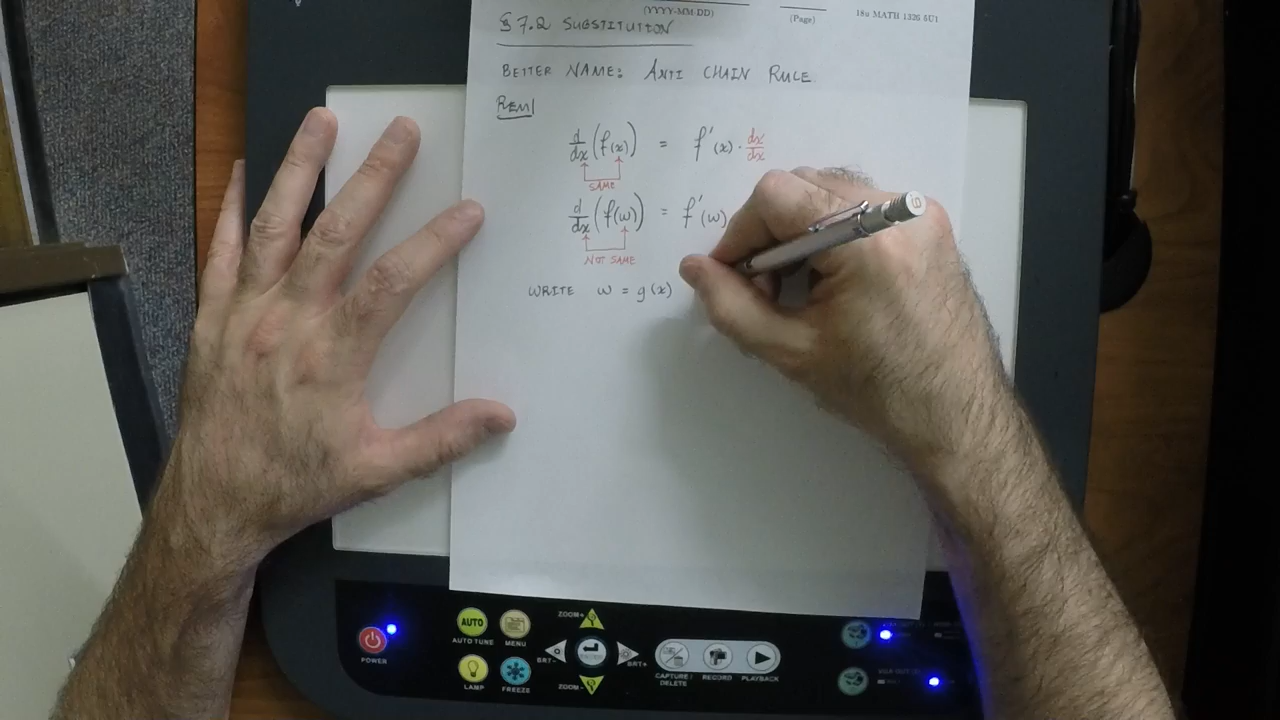 (YYYY-MM-DD)
(Page)
18u MATH 1326 5U1
§ 7.2 SUBSTITUTION
BETTER NAME: ANTI CHAIN RULE
REM
d/dx (f(x)) = f'(x) · dx/dx
SAME
d/dx (f(w)) = f'(w)
NOT SAME
WRITE w = g(x)
POWER
AUTO
AUTO TUNE
MENU
LAMP
FREEZE
ZOOM+
BRT-
BRT+
ZOOM-
CAPTURE / DELETE
RECORD
PLAYBACK